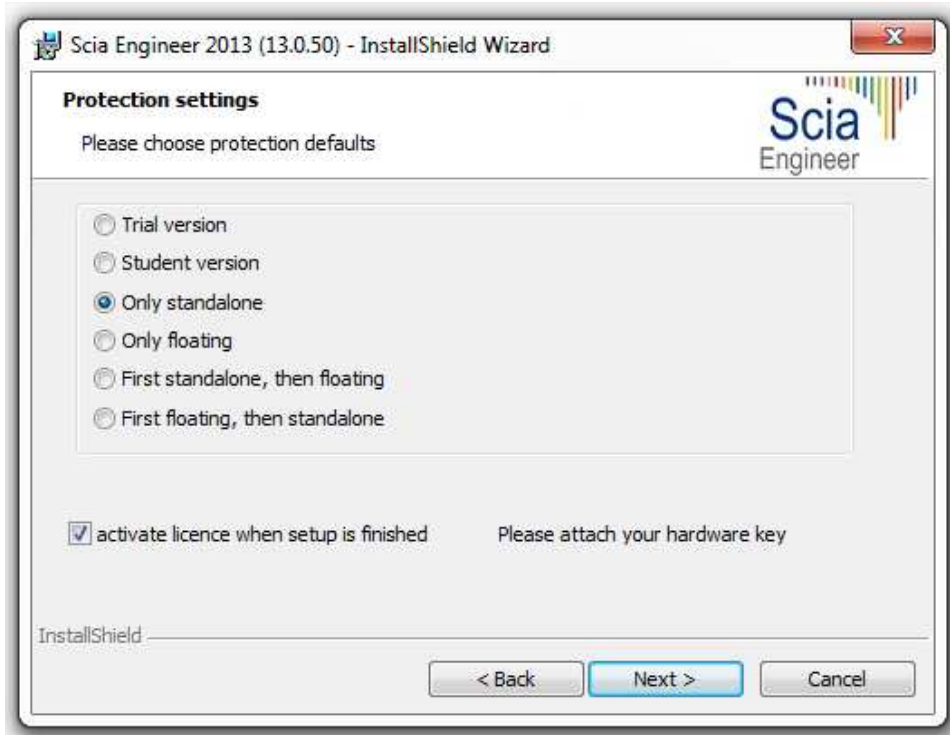 Scia Engineer 2013 (13.0.50) - InstallShield Wizard
Protection settings
Please choose protection defaults
Scia
Engineer
Trial version
Student version
Only standalone
Only floating
First standalone, then floating
First floating, then standalone
activate licence when setup is finished Please attach your hardware key
InstallShield
< Back Next > Cancel